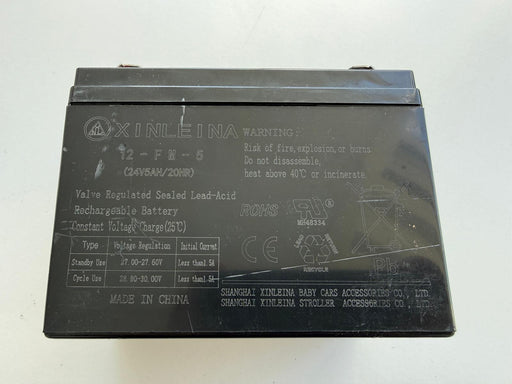 XINLEINA
12-FM-5
(24V5AH/20HR)
WARNING:
Risk of fire, explosion, or burns.
Do not disassemble,
heat above 40℃ or incinerate.
Valve Regulated Sealed Lead-Acid
Rechargeable Battery
Constant Voltage Charge(25℃)
Type Voltage Regulation Initial Current
Standby Use 27.00-27.60V Less than1.5A
Cycle Use 28.80-30.00V Less than1.5A
MADE IN CHINA
ROHS
MH48334
CE
RECYCLE
Pb
SHANGHAI XINLEINA BABY CARS ACCESSORIES CO., LTD.
SHANGHAI XINLEINA STROLLER ACCESSORIES CO., LTD.